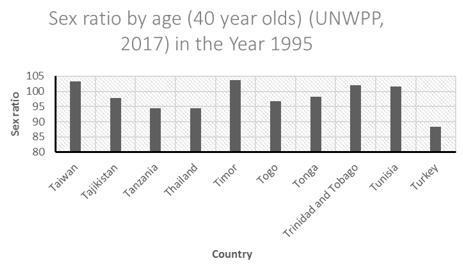 Sex ratio by age (40 year olds) (UNWPP,
2017) in the Year 1995
Sex ratio
105
100
95
90
85
80
Taiwan
Tajikistan
Tanzania
Thailand
Timor
Togo
Tonga
Trinidad and Tobago
Tunisia
Turkey
Country